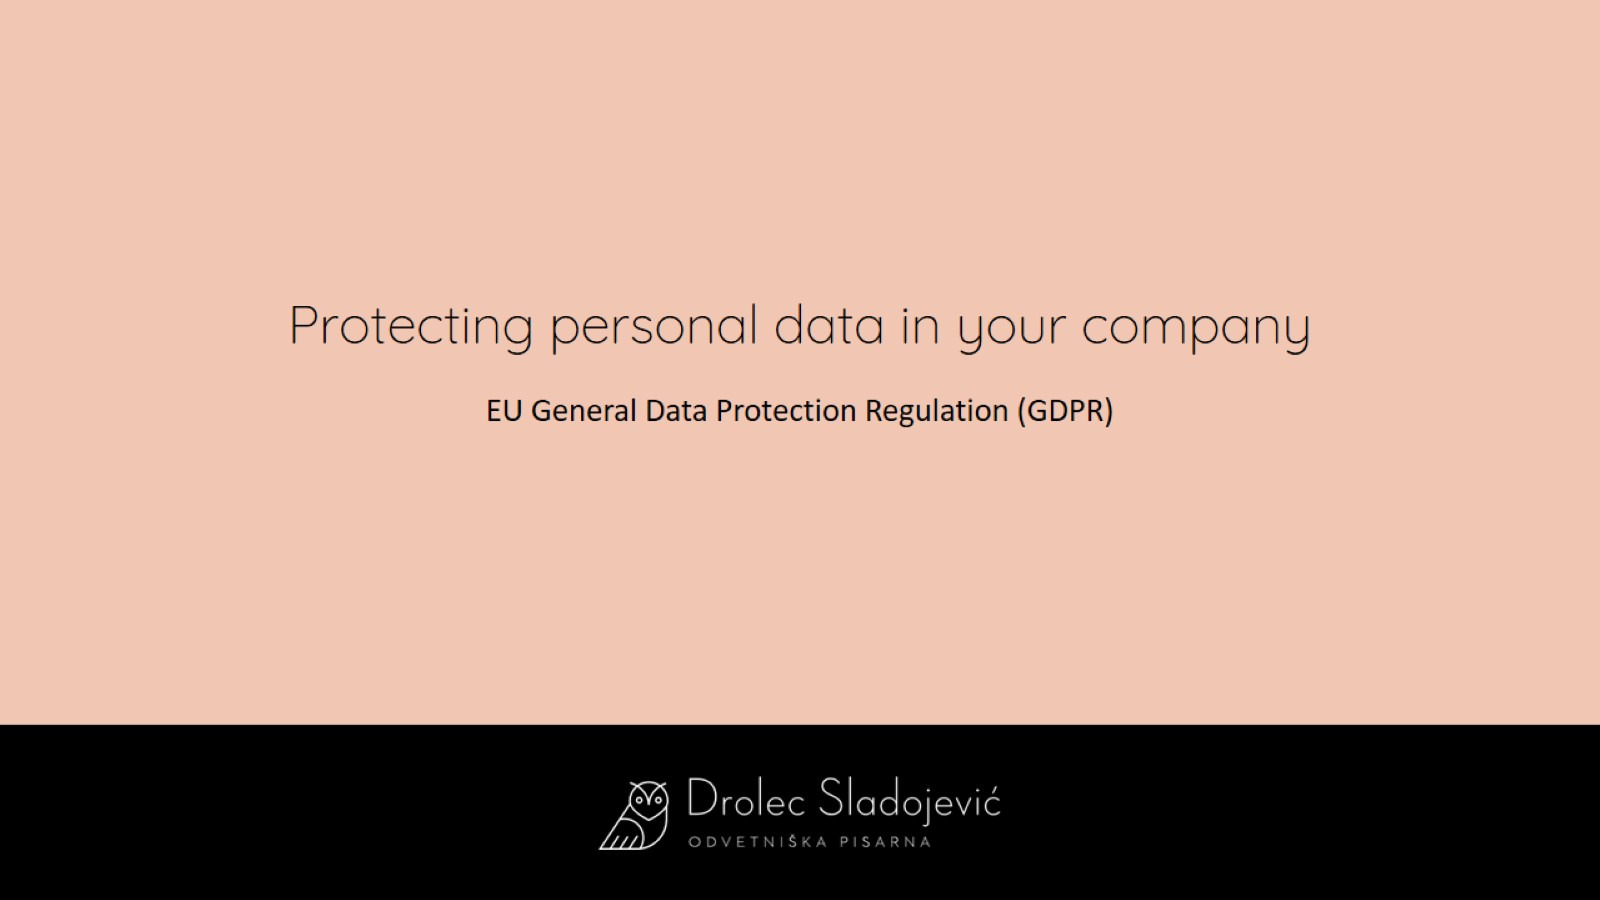 Protecting personal data in your company
EU General Data Protection Regulation (GDPR)
Drolec Sladojević
ODVETNIŠKA PISARNA